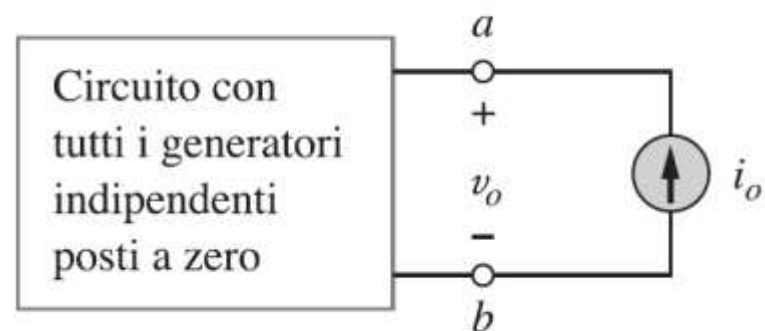 Circuito con
tutti i generatori
indipendenti
posti a zero
a
+
v_o
−
b
i_o